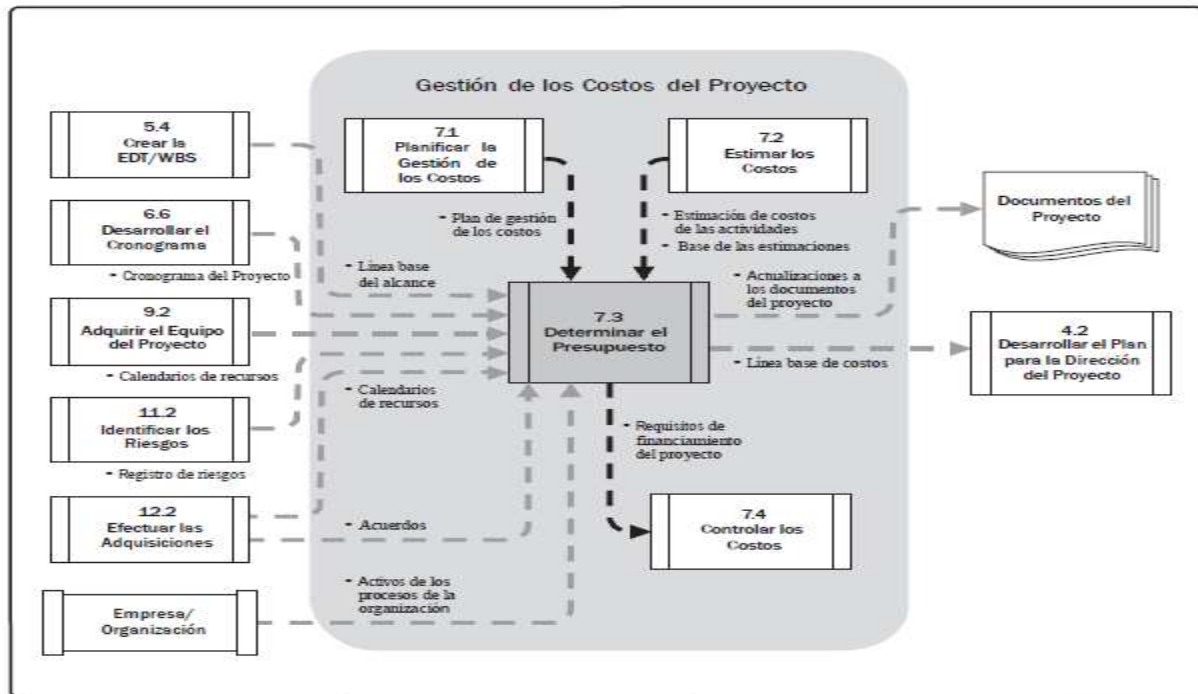 Gestión de los Costos del Proyecto
5.4
Crear la
EDT/WBS
6.6
Desarrollar el
Cronograma
- Cronograma del Proyecto
9.2
Adquirir el Equipo
del Proyecto
- Calendarios de recursos
11.2
Identificar los
Riesgos
- Registro de riesgos
12.2
Efectuar las
Adquisiciones
Empresa/
Organización
7.1
Planificar la
Gestión de
los Costos
- Plan de gestión
de los costos
- Línea base
del alcance
- Calendarios
de recursos
- Acuerdos
- Activos de los
procesos de la
organización
7.2
Estimar los
Costos
- Estimación de costos
de las actividades
- Base de las estimaciones
- Actualizaciones a
los documentos
del proyecto
7.3
Determinar el
Presupuesto
- Línea base de costos
- Requisitos de
financiamiento
del proyecto
7.4
Controlar los
Costos
Documentos del
Proyecto
4.2
Desarrollar el Plan
para la Dirección
del Proyecto